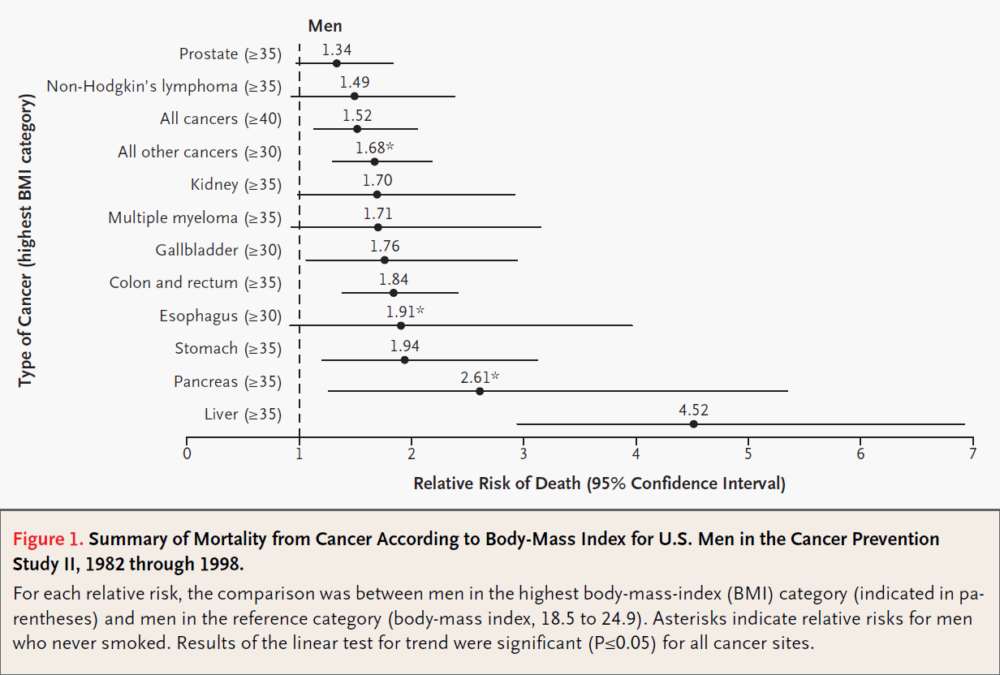 Men
Type of Cancer (highest BMI category)
Prostate (≥35)
1.34
Non-Hodgkin's lymphoma (≥35)
1.49
All cancers (≥40)
1.52
All other cancers (≥30)
1.68*
Kidney (≥35)
1.70
Multiple myeloma (≥35)
1.71
Gallbladder (≥30)
1.76
Colon and rectum (≥35)
1.84
Esophagus (≥30)
1.91*
Stomach (≥35)
1.94
Pancreas (≥35)
2.61*
Liver (≥35)
4.52
0 1 2 3 4 5 6 7
Relative Risk of Death (95% Confidence Interval)
Figure 1. Summary of Mortality from Cancer According to Body-Mass Index for U.S. Men in the Cancer Prevention
Study II, 1982 through 1998.
For each relative risk, the comparison was between men in the highest body-mass-index (BMI) category (indicated in pa-
rentheses) and men in the reference category (body-mass index, 18.5 to 24.9). Asterisks indicate relative risks for men
who never smoked. Results of the linear test for trend were significant (P≤0.05) for all cancer sites.